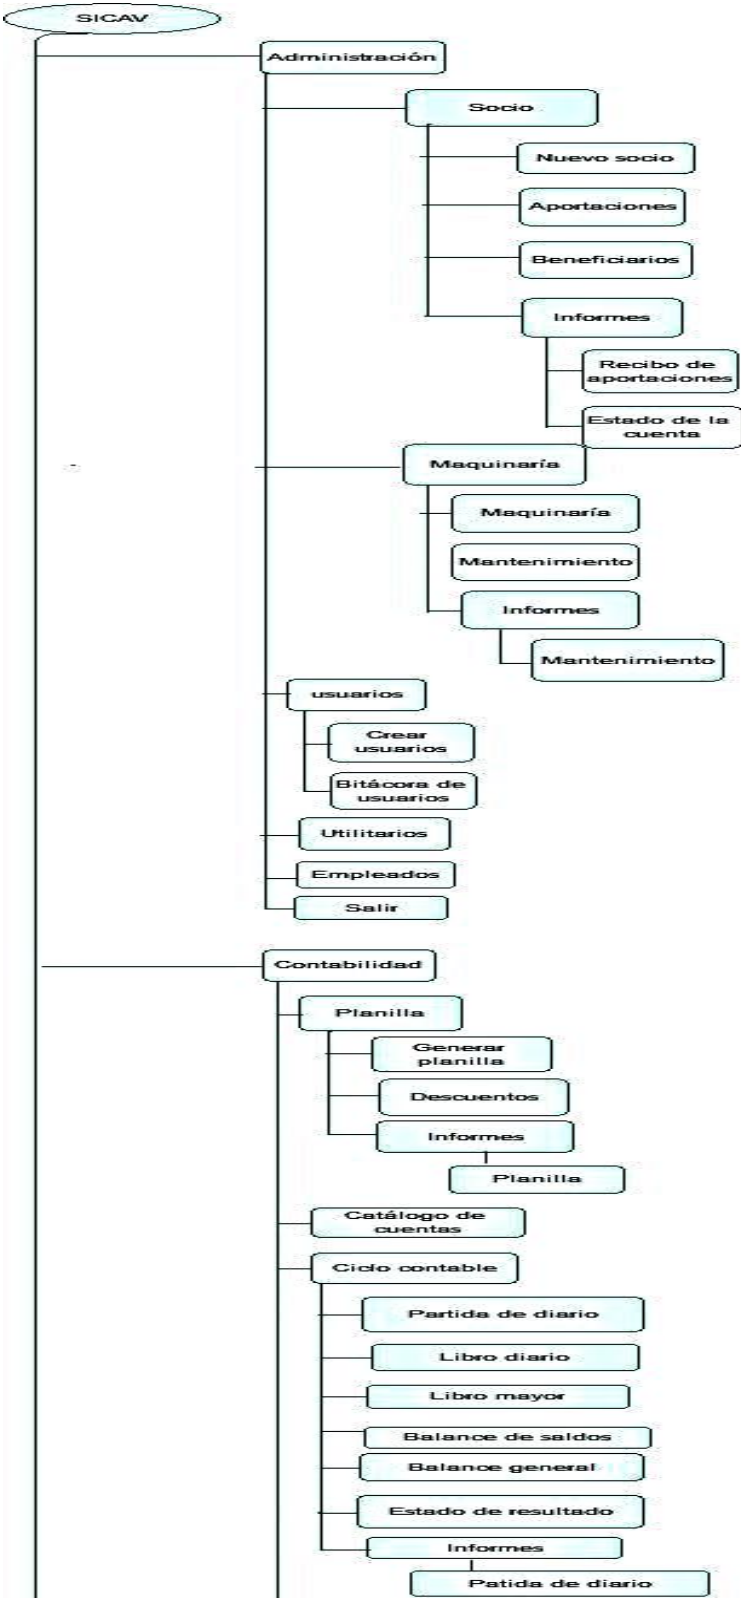 SICAV
Administración
Socio
Nuevo socio
Aportaciones
Beneficiarios
Informes
Recibo de
aportaciones
Estado de la
cuenta
Maquinaría
Maquinaría
Mantenimiento
Informes
Mantenimiento
usuarios
Crear
usuarios
Bitácora de
usuarios
Utilitarios
Empleados
Salir
Contabilidad
Planilla
Generar
planilla
Descuentos
Informes
Planilla
Catálogo de
cuentas
Ciclo contable
Partida de diario
Libro diario
Libro mayor
Balance de saldos
Balance general
Estado de resultado
Informes
Patida de diario